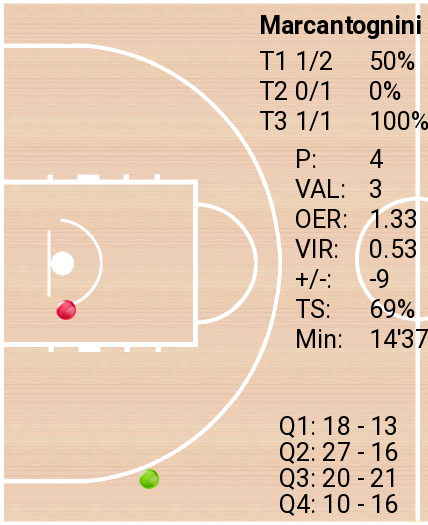 Marcantognini
T1 1/2 50%
T2 0/1 0%
T3 1/1 100%
P: 4
VAL: 3
OER: 1.33
VIR: 0.53
+/-: -9
TS: 69%
Min: 14'37
Q1: 18 - 13
Q2: 27 - 16
Q3: 20 - 21
Q4: 10 - 16